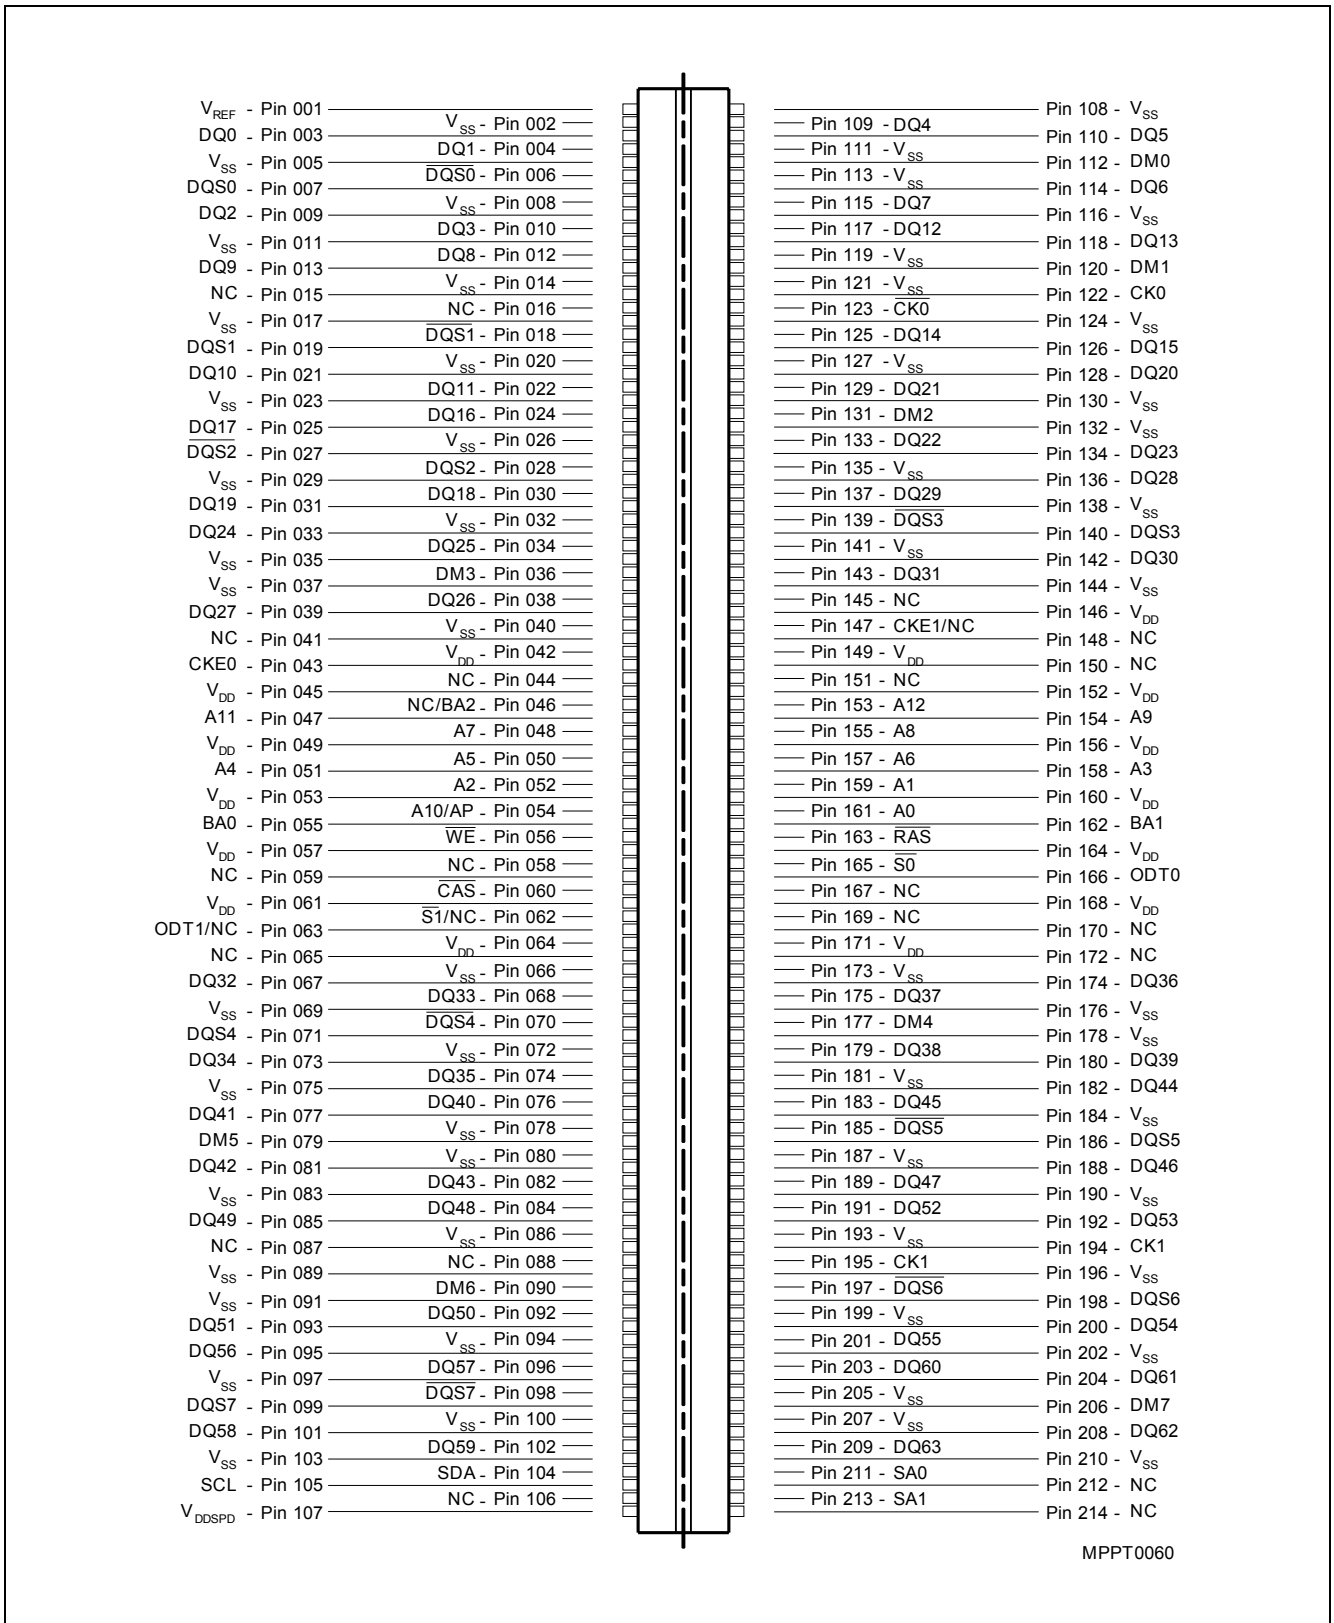 VREF - Pin 001 Pin 108 - VSS
VSS - Pin 002 Pin 109 - DQ4
DQ0 - Pin 003 Pin 110 - DQ5
DQ1 - Pin 004 Pin 111 - VSS
VSS - Pin 005 Pin 112 - DM0
DQS0 - Pin 006 Pin 113 - VSS
DQS0 - Pin 007 Pin 114 - DQ6
VSS - Pin 008 Pin 115 - DQ7
DQ2 - Pin 009 Pin 116 - VSS
DQ3 - Pin 010 Pin 117 - DQ12
VSS - Pin 011 Pin 118 - DQ13
DQ8 - Pin 012 Pin 119 - VSS
DQ9 - Pin 013 Pin 120 - DM1
VSS - Pin 014 Pin 121 - VSS
NC - Pin 015 Pin 122 - CK0
NC - Pin 016 Pin 123 - CK0
VSS - Pin 017 Pin 124 - VSS
DQS1 - Pin 018 Pin 125 - DQ14
DQS1 - Pin 019 Pin 126 - DQ15
VSS - Pin 020 Pin 127 - VSS
DQ10 - Pin 021 Pin 128 - DQ20
DQ11 - Pin 022 Pin 129 - DQ21
VSS - Pin 023 Pin 130 - VSS
DQ16 - Pin 024 Pin 131 - DM2
DQ17 - Pin 025 Pin 132 - VSS
VSS - Pin 026 Pin 133 - DQ22
DQS2 - Pin 027 Pin 134 - DQ23
DQS2 - Pin 028 Pin 135 - VSS
VSS - Pin 029 Pin 136 - DQ28
DQ18 - Pin 030 Pin 137 - DQ29
DQ19 - Pin 031 Pin 138 - VSS
VSS - Pin 032 Pin 139 - DQS3
DQ24 - Pin 033 Pin 140 - DQS3
DQ25 - Pin 034 Pin 141 - VSS
VSS - Pin 035 Pin 142 - DQ30
DM3 - Pin 036 Pin 143 - DQ31
VSS - Pin 037 Pin 144 - VSS
DQ26 - Pin 038 Pin 145 - NC
DQ27 - Pin 039 Pin 146 - VDD
VSS - Pin 040 Pin 147 - CKE1/NC
NC - Pin 041 Pin 148 - NC
VDD - Pin 042 Pin 149 - VDD
CKE0 - Pin 043 Pin 150 - NC
NC - Pin 044 Pin 151 - NC
VDD - Pin 045 Pin 152 - VDD
NC/BA2 - Pin 046 Pin 153 - A12
A11 - Pin 047 Pin 154 - A9
A7 - Pin 048 Pin 155 - A8
VDD - Pin 049 Pin 156 - VDD
A5 - Pin 050 Pin 157 - A6
A4 - Pin 051 Pin 158 - A3
A2 - Pin 052 Pin 159 - A1
VDD - Pin 053 Pin 160 - VDD
A10/AP - Pin 054 Pin 161 - A0
BA0 - Pin 055 Pin 162 - BA1
WE - Pin 056 Pin 163 - RAS
VDD - Pin 057 Pin 164 - VDD
NC - Pin 058 Pin 165 - S0
NC - Pin 059 Pin 166 - ODT0
CAS - Pin 060 Pin 167 - NC
VDD - Pin 061 Pin 168 - VDD
S1/NC - Pin 062 Pin 169 - NC
ODT1/NC - Pin 063 Pin 170 - NC
VDD - Pin 064 Pin 171 - VDD
NC - Pin 065 Pin 172 - NC
VSS - Pin 066 Pin 173 - VSS
DQ32 - Pin 067 Pin 174 - DQ36
DQ33 - Pin 068 Pin 175 - DQ37
VSS - Pin 069 Pin 176 - VSS
DQS4 - Pin 070 Pin 177 - DM4
DQS4 - Pin 071 Pin 178 - VSS
VSS - Pin 072 Pin 179 - DQ38
DQ34 - Pin 073 Pin 180 - DQ39
DQ35 - Pin 074 Pin 181 - VSS
VSS - Pin 075 Pin 182 - DQ44
DQ40 - Pin 076 Pin 183 - DQ45
DQ41 - Pin 077 Pin 184 - VSS
VSS - Pin 078 Pin 185 - DQS5
DM5 - Pin 079 Pin 186 - DQS5
VSS - Pin 080 Pin 187 - VSS
DQ42 - Pin 081 Pin 188 - DQ46
DQ43 - Pin 082 Pin 189 - DQ47
VSS - Pin 083 Pin 190 - VSS
DQ48 - Pin 084 Pin 191 - DQ52
DQ49 - Pin 085 Pin 192 - DQ53
VSS - Pin 086 Pin 193 - VSS
NC - Pin 087 Pin 194 - CK1
NC - Pin 088 Pin 195 - CK1
VSS - Pin 089 Pin 196 - VSS
DM6 - Pin 090 Pin 197 - DQS6
VSS - Pin 091 Pin 198 - DQS6
DQ50 - Pin 092 Pin 199 - VSS
DQ51 - Pin 093 Pin 200 - DQ54
VSS - Pin 094 Pin 201 - DQ55
DQ56 - Pin 095 Pin 202 - VSS
DQ57 - Pin 096 Pin 203 - DQ60
VSS - Pin 097 Pin 204 - DQ61
DQS7 - Pin 098 Pin 205 - VSS
DQS7 - Pin 099 Pin 206 - DM7
VSS - Pin 100 Pin 207 - VSS
DQ58 - Pin 101 Pin 208 - DQ62
DQ59 - Pin 102 Pin 209 - DQ63
VSS - Pin 103 Pin 210 - VSS
SDA - Pin 104 Pin 211 - SA0
SCL - Pin 105 Pin 212 - NC
NC - Pin 106 Pin 213 - SA1
VDDSPD - Pin 107 Pin 214 - NC
MPPT0060